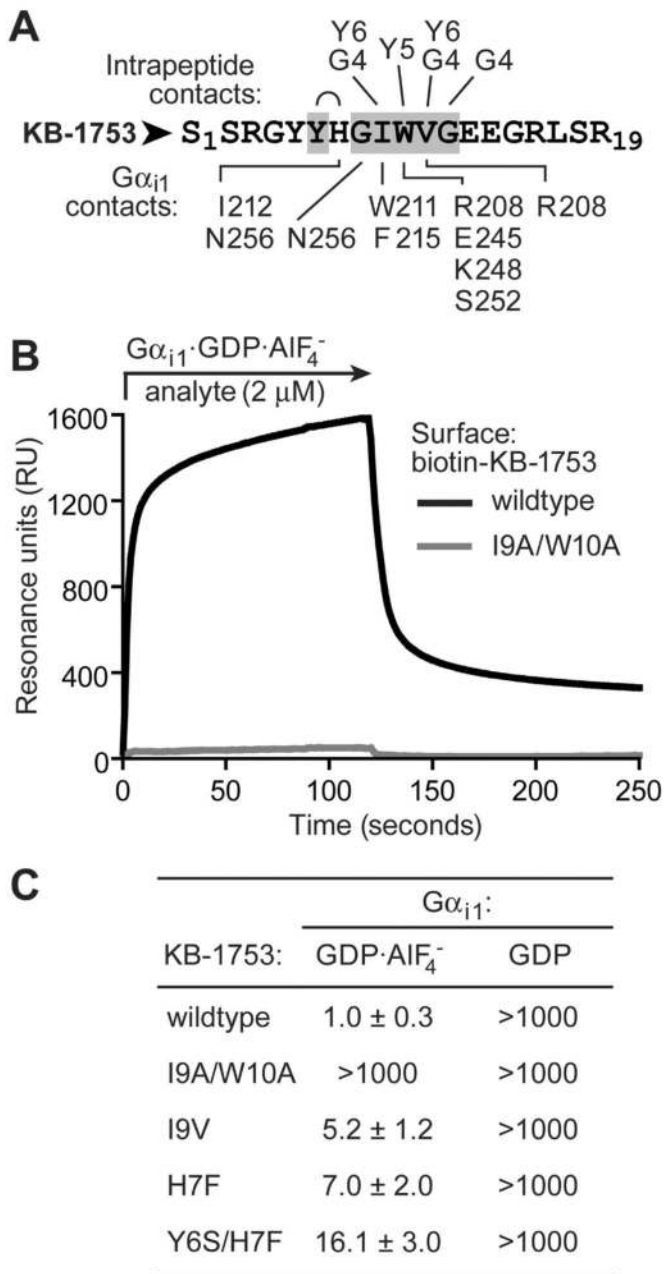 A
Y6 Y6
G4 Y5 G4 G4
Intrapeptide
contacts:
KB-1753 S1SRGYYHGIWVGEEGRLSR19
Gαi1
contacts:
I212 W211 R208 R208
N256 N256 F215 E245
K248
S252
B
Gαi1·GDP·AlF4-
analyte (2 μM)
Resonance units (RU)
1600
1200
800
400
0
0 50 100 150 200 250
Time (seconds)
Surface:
biotin-KB-1753
wildtype
I9A/W10A
C
Gαi1:
KB-1753: GDP·AlF4- GDP
wildtype 1.0 ± 0.3 >1000
I9A/W10A >1000 >1000
I9V 5.2 ± 1.2 >1000
H7F 7.0 ± 2.0 >1000
Y6S/H7F 16.1 ± 3.0 >1000